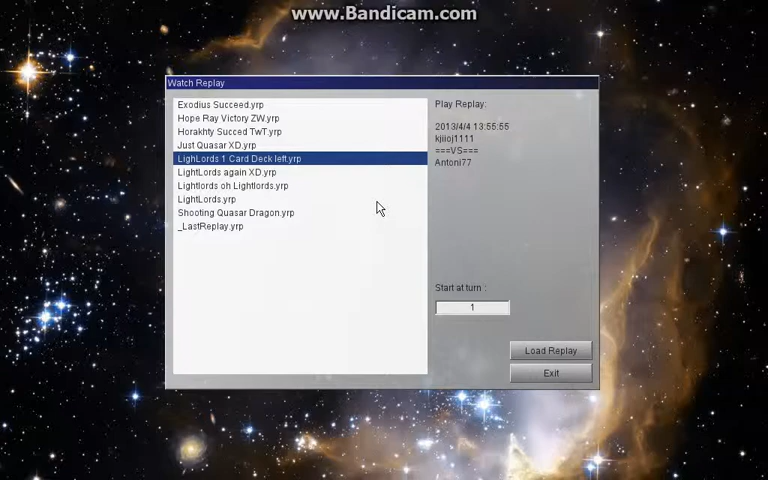 www.Bandicam.com
Watch Replay
Exodius Succeed.yrp
Hope Ray Victory ZW.yrp
Horakhty Succed TwT.yrp
Just Quasar XD.yrp
LighLords 1 Card Deck left.yrp
LightLords again XD.yrp
Lightlords oh Lightlords.yrp
LightLords.yrp
Shooting Quasar Dragon.yrp
_LastReplay.yrp
Play Replay:
2013/4/4 13:55:55
kjiioj1111
===VS===
Antoni77
Start at turn :
1
Load Replay
Exit